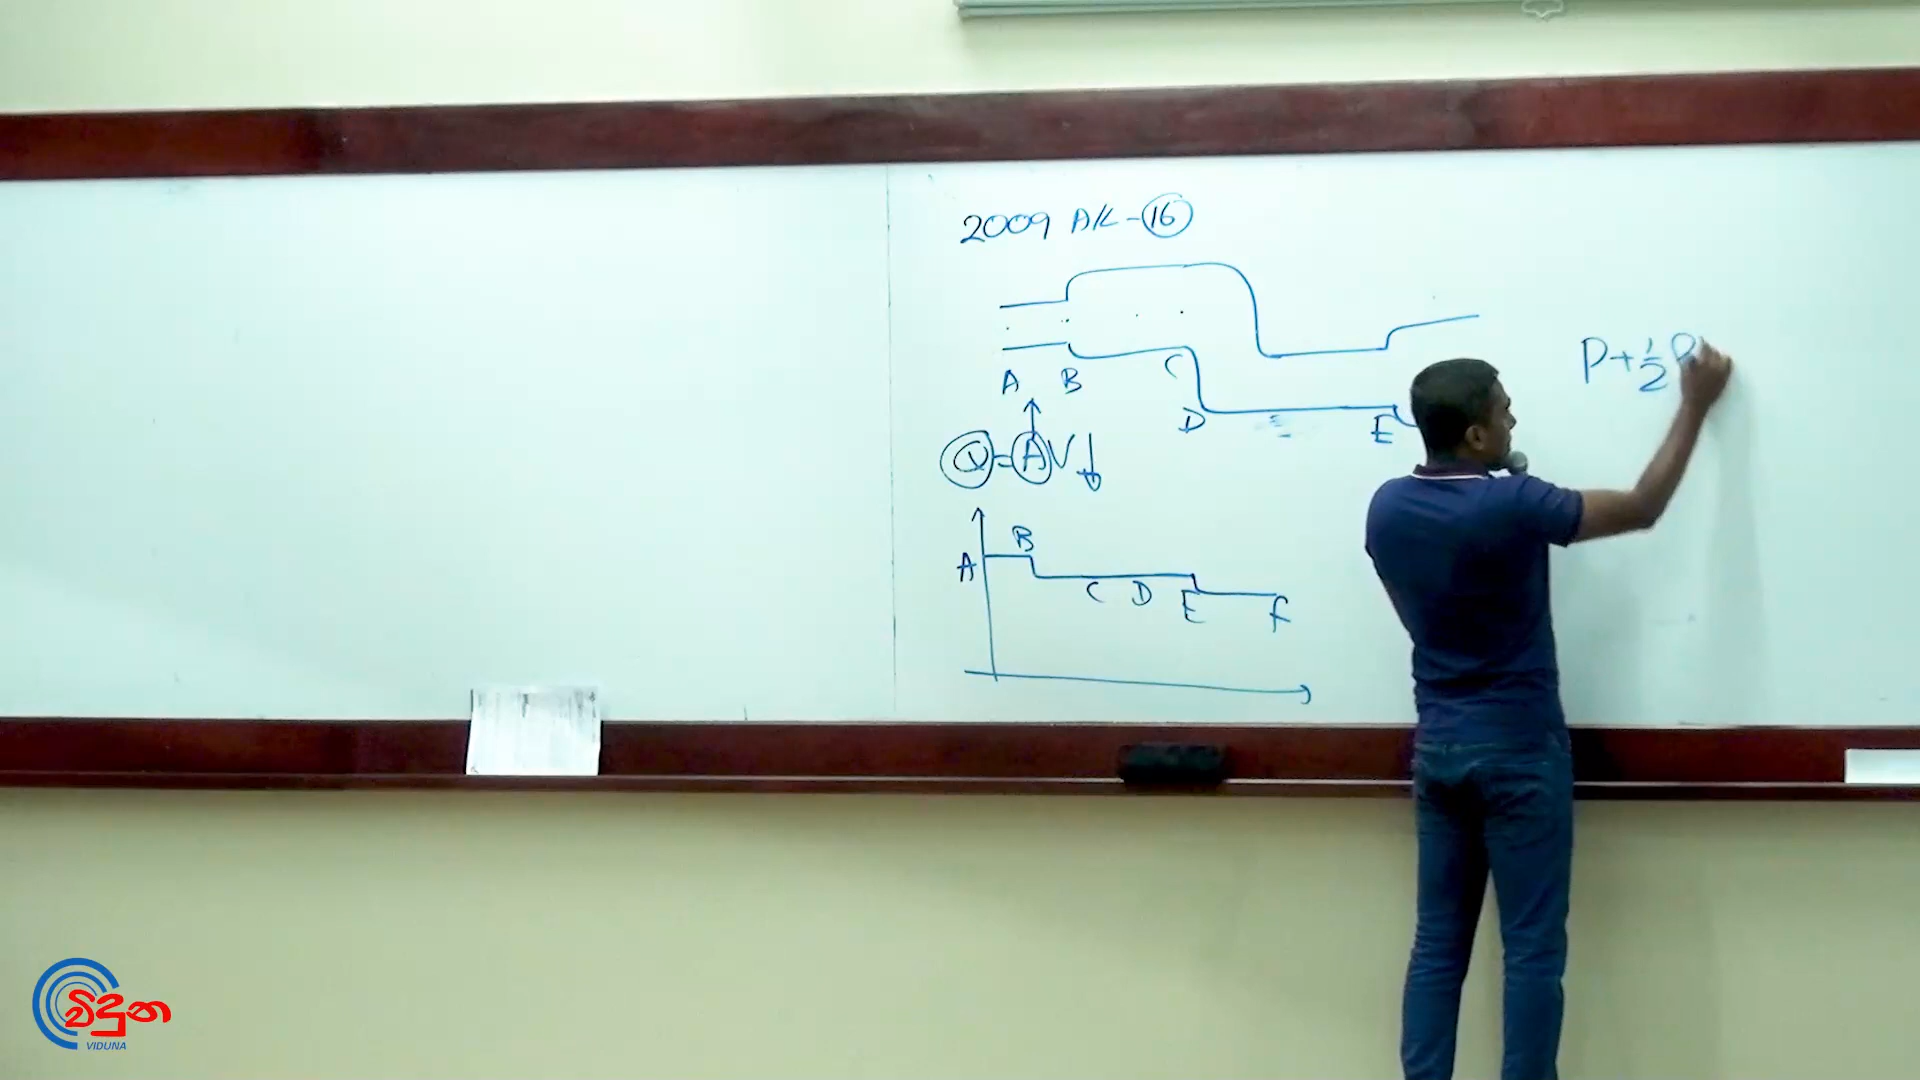 2009 A/L - 16
A B C
D E
Q = A V ↓
P + 1/2 ρ
B
A
C D E F
විදුන
VIDUNA